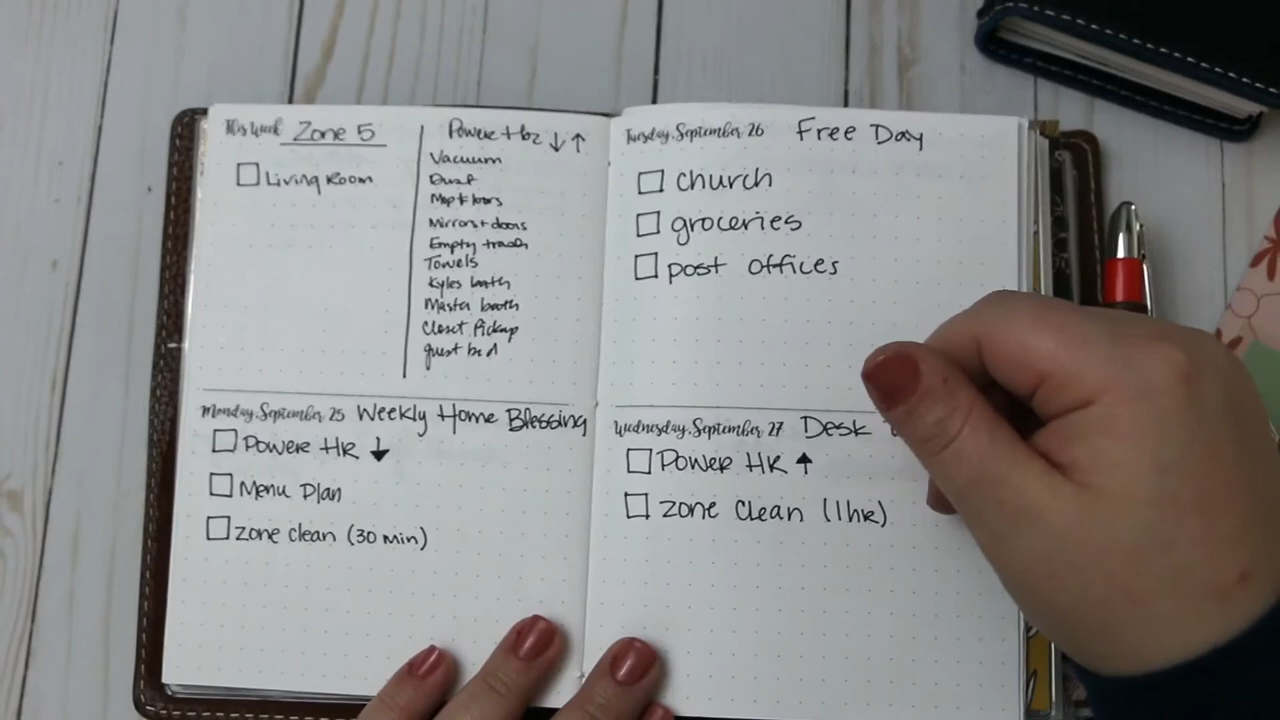 This Week Zone 5
Living Room
Power Hr ↓ ↑
Vacuum
Dust
Mop floors
Mirrors + doors
Empty trash
Towels
Kyles bath
Master bath
Closet Pickup
guest bed
Monday, September 25 Weekly Home Blessing
Power HR ↓
Menu Plan
zone clean (30 min)
Tuesday, September 26 Free Day
church
groceries
post offices
Wednesday, September 27 Desk
Power HR ↑
zone clean (1 hr)